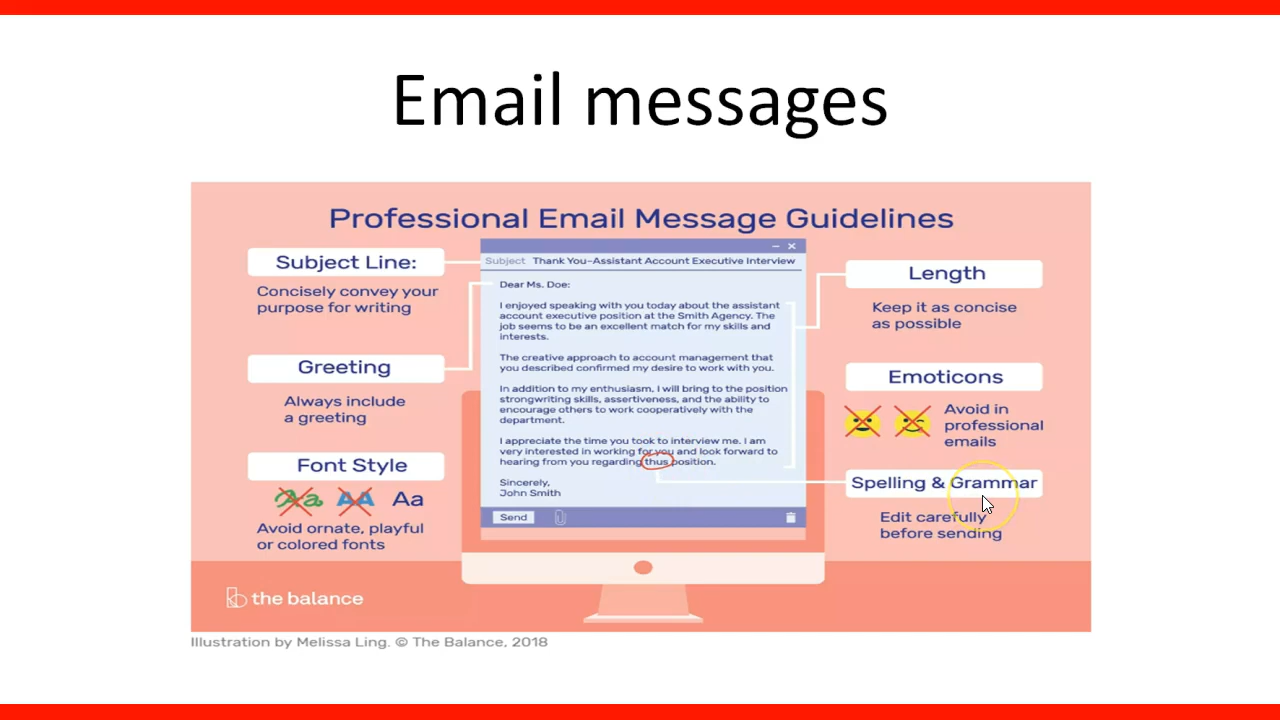 Email messages
Professional Email Message Guidelines
Subject Line:
Concisely convey your
purpose for writing
Greeting
Always include
a greeting
Font Style
Aa AA Aa
Avoid ornate, playful
or colored fonts
Subject Thank You-Assistant Account Executive Interview
Dear Ms. Doe:
I enjoyed speaking with you today about the assistant
account executive position at the Smith Agency. The
job seems to be an excellent match for my skills and
interests.
The creative approach to account management that
you described confirmed my desire to work with you.
In addition to my enthusiasm, I will bring to the position
strongwriting skills, assertiveness, and the ability to
encourage others to work cooperatively with the
department.
I appreciate the time you took to interview me. I am
very interested in working for you and look forward to
hearing from you regarding thus position.
Sincerely,
John Smith
Send
Length
Keep it as concise
as possible
Emoticons
Avoid in
professional
emails
Spelling & Grammar
Edit carefully
before sending
the balance
Illustration by Melissa Ling. © The Balance, 2018